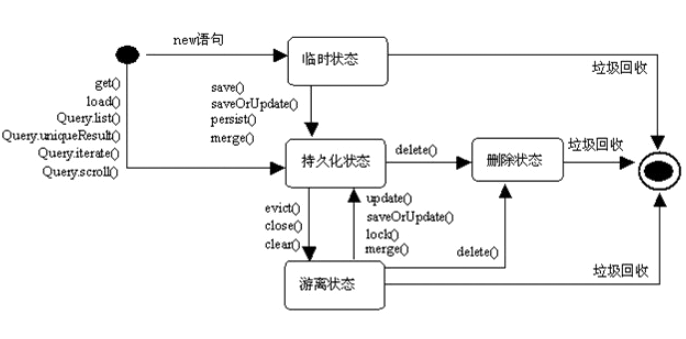 new语句
临时状态
垃圾回收
get()
load()
Query.list()
Query.uniqueResult()
Query.iterate()
Query.scroll()
save()
saveOrUpdate()
persist()
merge()
持久化状态
delete()
删除状态
垃圾回收
evict()
close()
clear()
update()
saveOrUpdate()
lock()
merge()
delete()
游离状态
垃圾回收